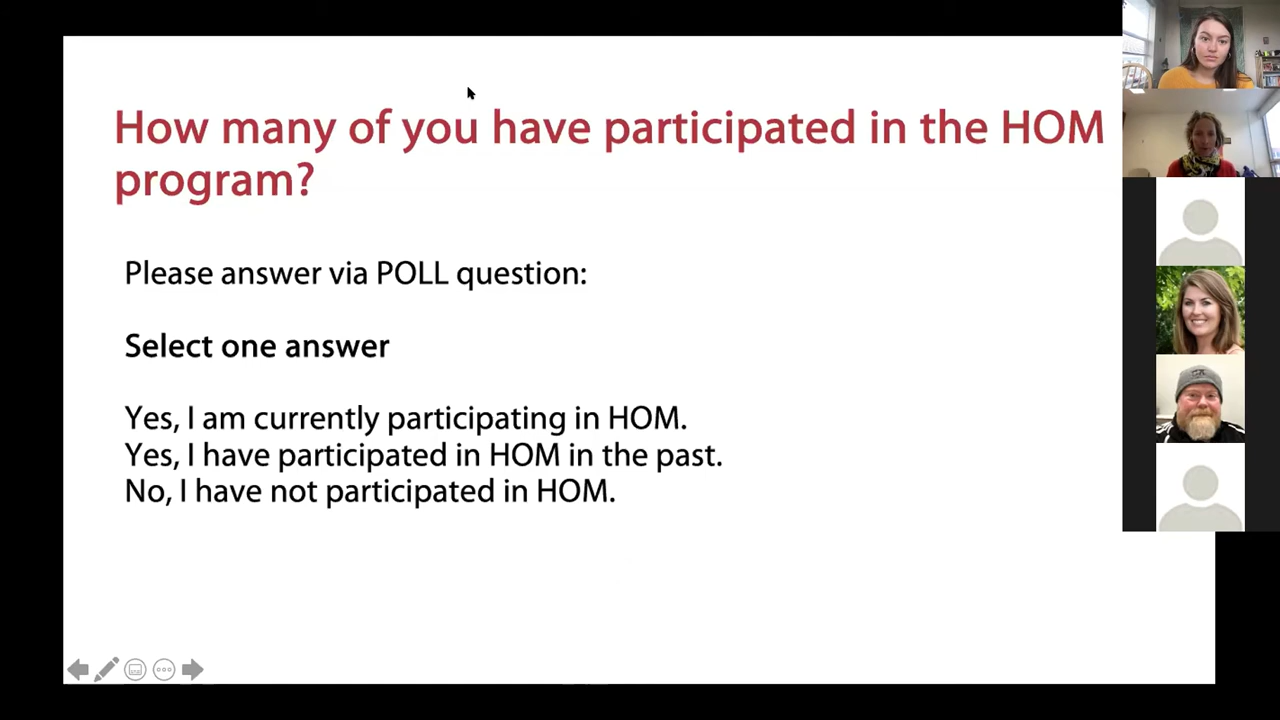 How many of you have participated in the HOM
program?
Please answer via POLL question:
Select one answer
Yes, I am currently participating in HOM.
Yes, I have participated in HOM in the past.
No, I have not participated in HOM.